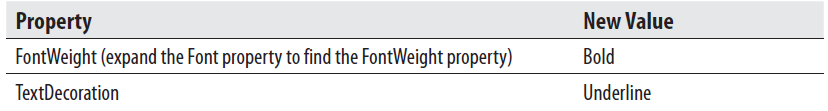 Property New Value
FontWeight (expand the Font property to find the FontWeight property) Bold
TextDecoration Underline